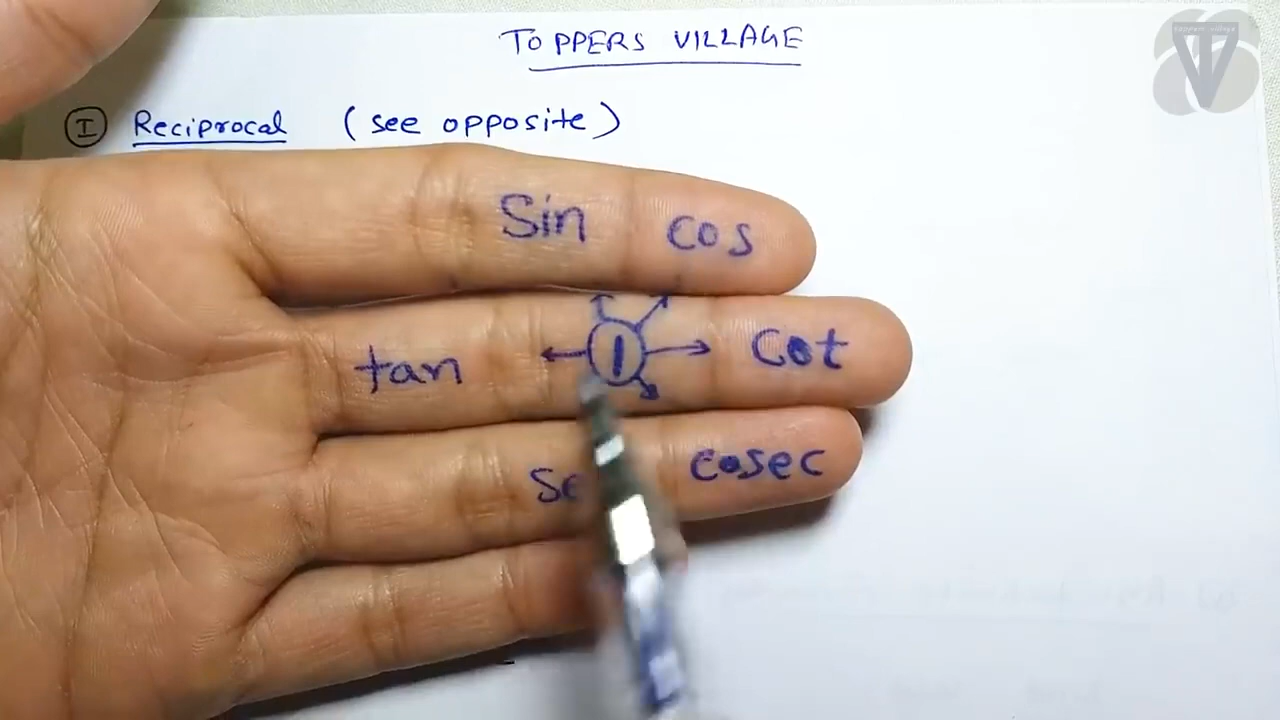 TOPPERS VILLAGE
I Reciprocal (see opposite)
Sin cos
tan 1 cot
cosec